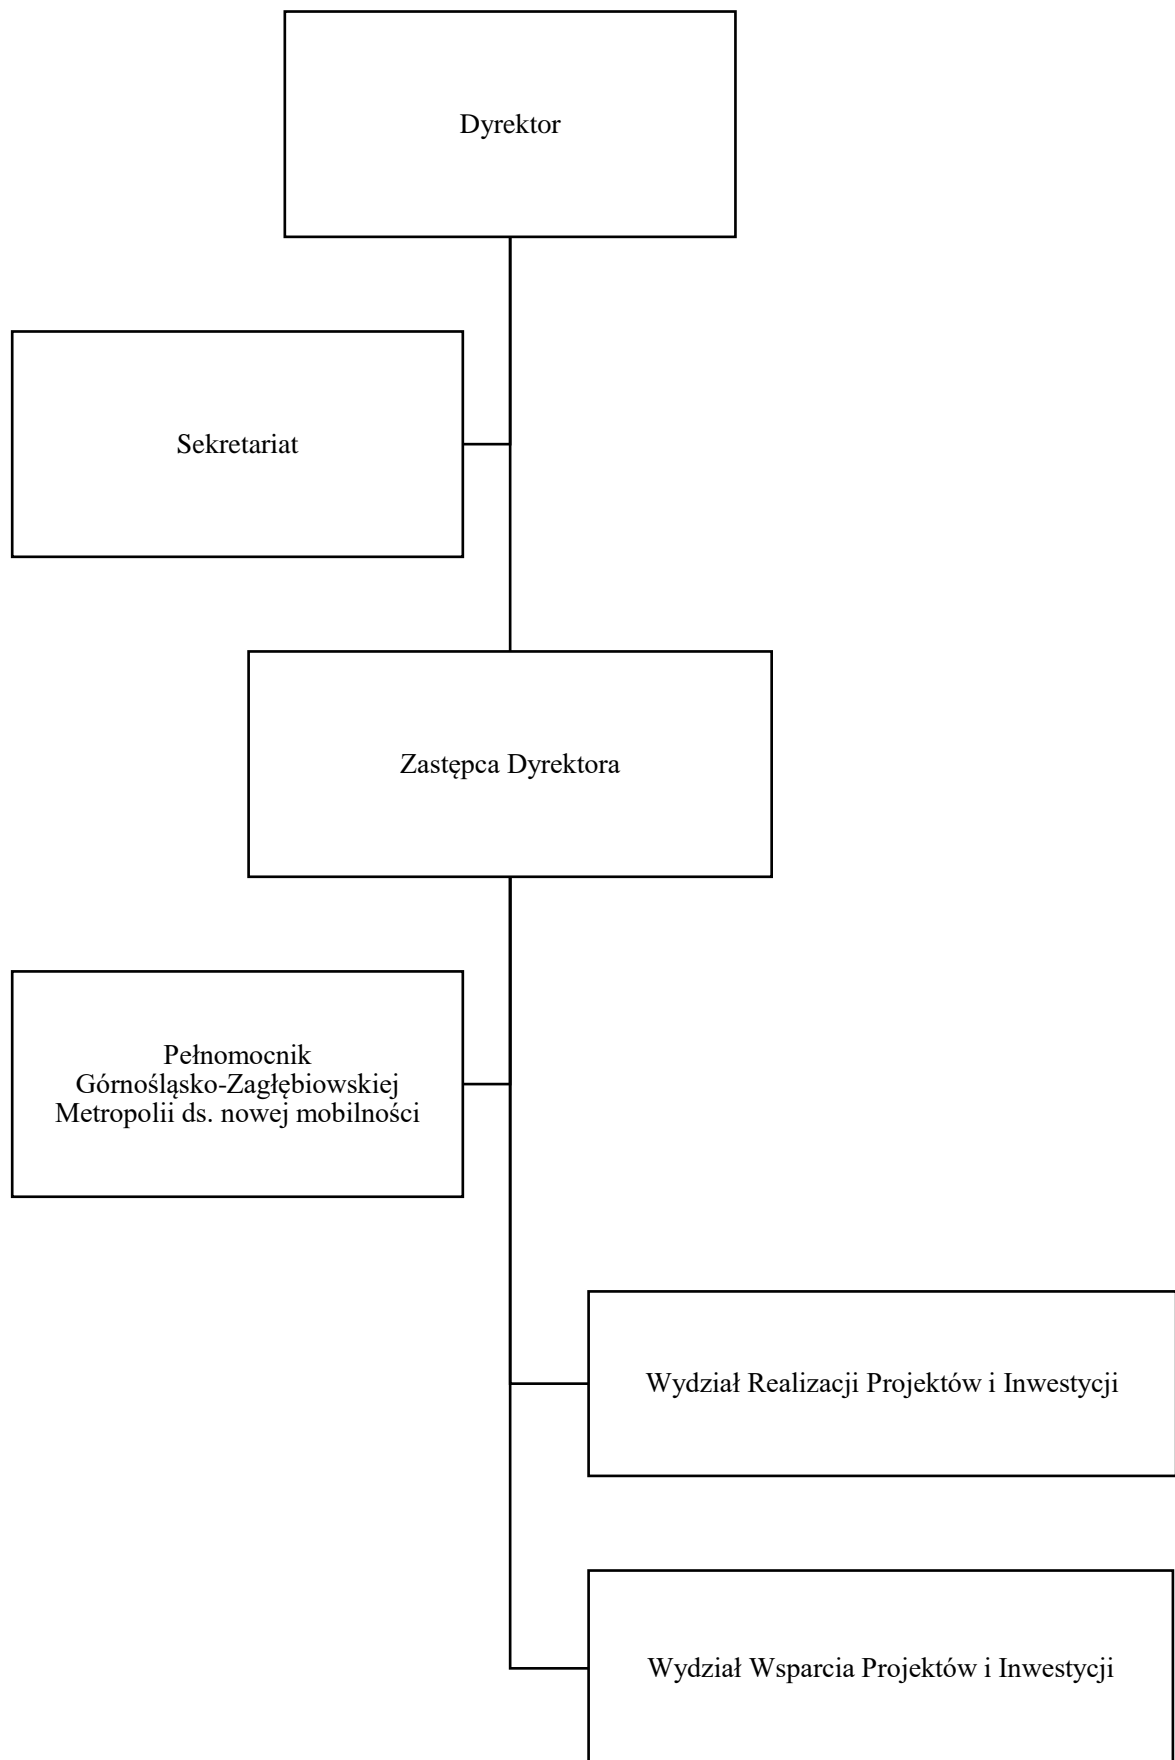 Dyrektor
Sekretariat
Zastępca Dyrektora
Pełnomocnik
Górnośląsko-Zagłębiowskiej
Metropolii ds. nowej mobilności
Wydział Realizacji Projektów i Inwestycji
Wydział Wsparcia Projektów i Inwestycji